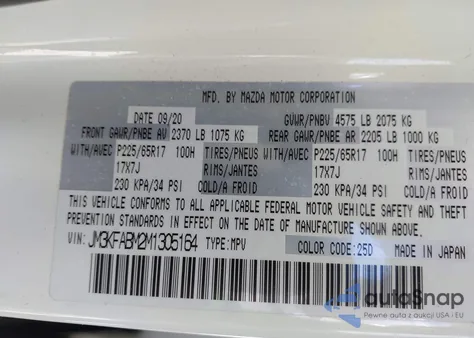 MFD. BY MAZDA MOTOR CORPORATION
DATE 09/20 GVWR/PNBV 4575 LB 2075 KG
FRONT GAWR/PNBE AV 2370 LB 1075 KG REAR GAWR/PNBE AR 2205 LB 1000 KG
WITH/AVEC P225/65R17 100H TIRES/PNEUS WITH/AVEC P225/65R17 100H TIRES/PNEUS
17X7J RIMS/JANTES 17X7J RIMS/JANTES
230 KPA/34 PSI COLD/A FROID 230 KPA/34 PSI COLD/A FROID
THIS VEHICLE CONFORMS TO ALL APPLICABLE FEDERAL MOTOR VEHICLE SAFETY AND THEFT
PREVENTION STANDARDS IN EFFECT ON THE DATE OF MANUFACTURE SHOWN ABOVE.
VIN: JM3KFABM2M1305164 TYPE: MPV COLOR CODE: 25D MADE IN JAPAN
autoSnap
Pewne auta z aukcji USA i EU